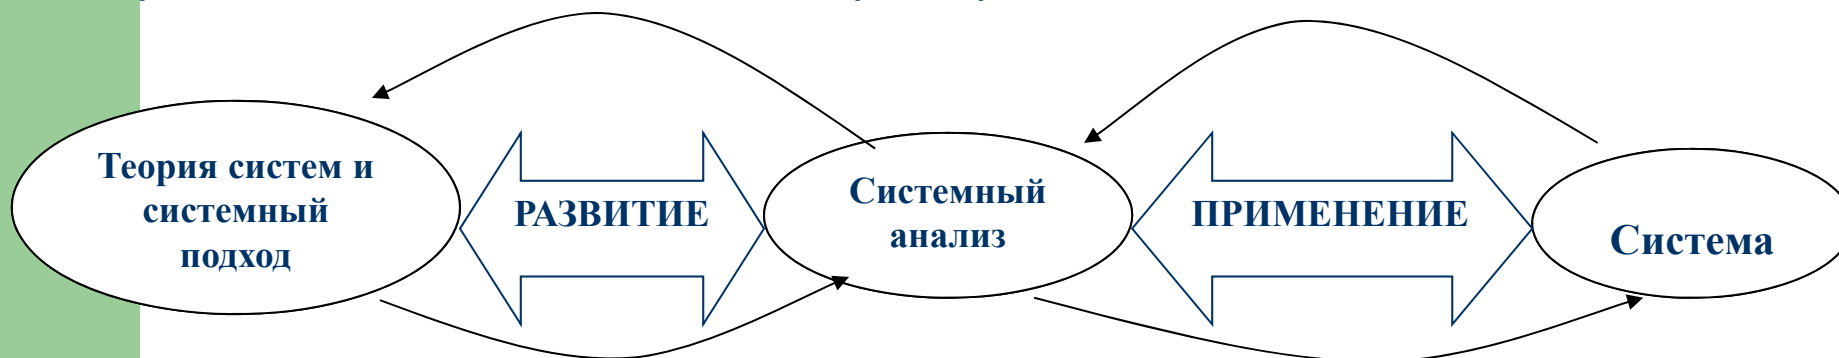 Теория систем и
системный
подход
РАЗВИТИЕ
Системный
анализ
ПРИМЕНЕНИЕ
Система